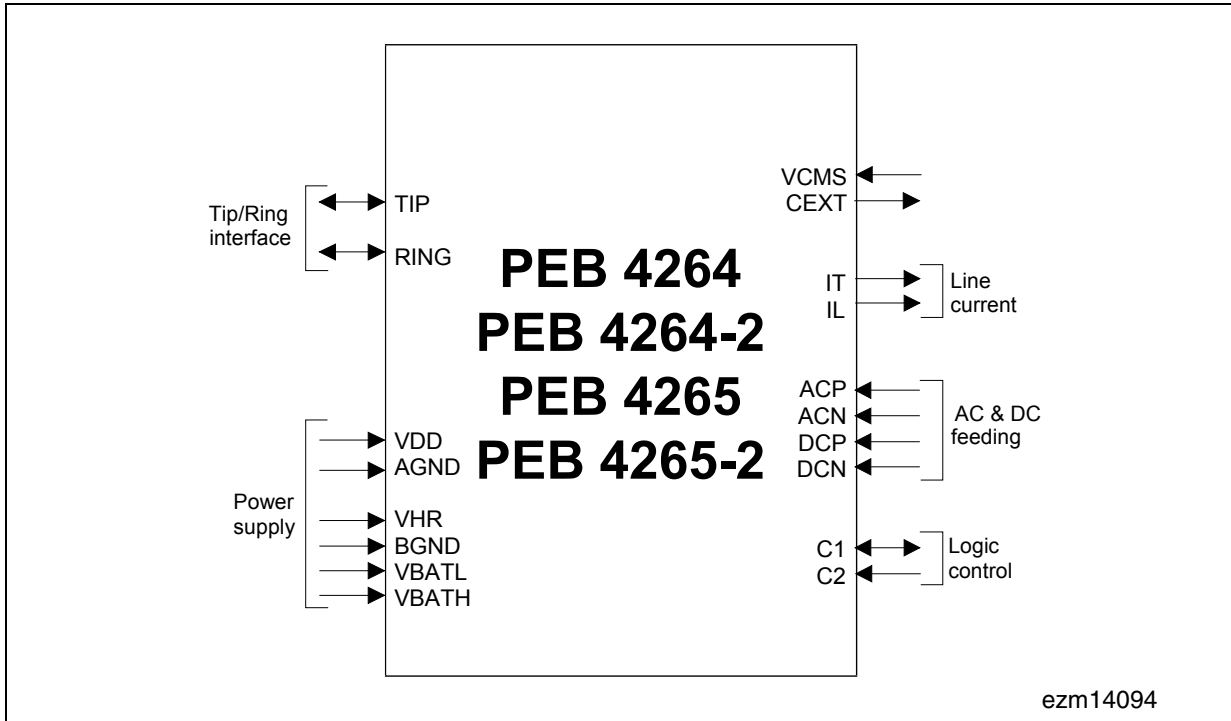 Tip/Ring
interface
TIP
RING
Power
supply
VDD
AGND
VHR
BGND
VBATL
VBATH
PEB 4264
PEB 4264-2
PEB 4265
PEB 4265-2
VCMS
CEXT
IT
IL
Line
current
ACP
ACN
DCP
DCN
AC & DC
feeding
C1
C2
Logic
control
ezm14094